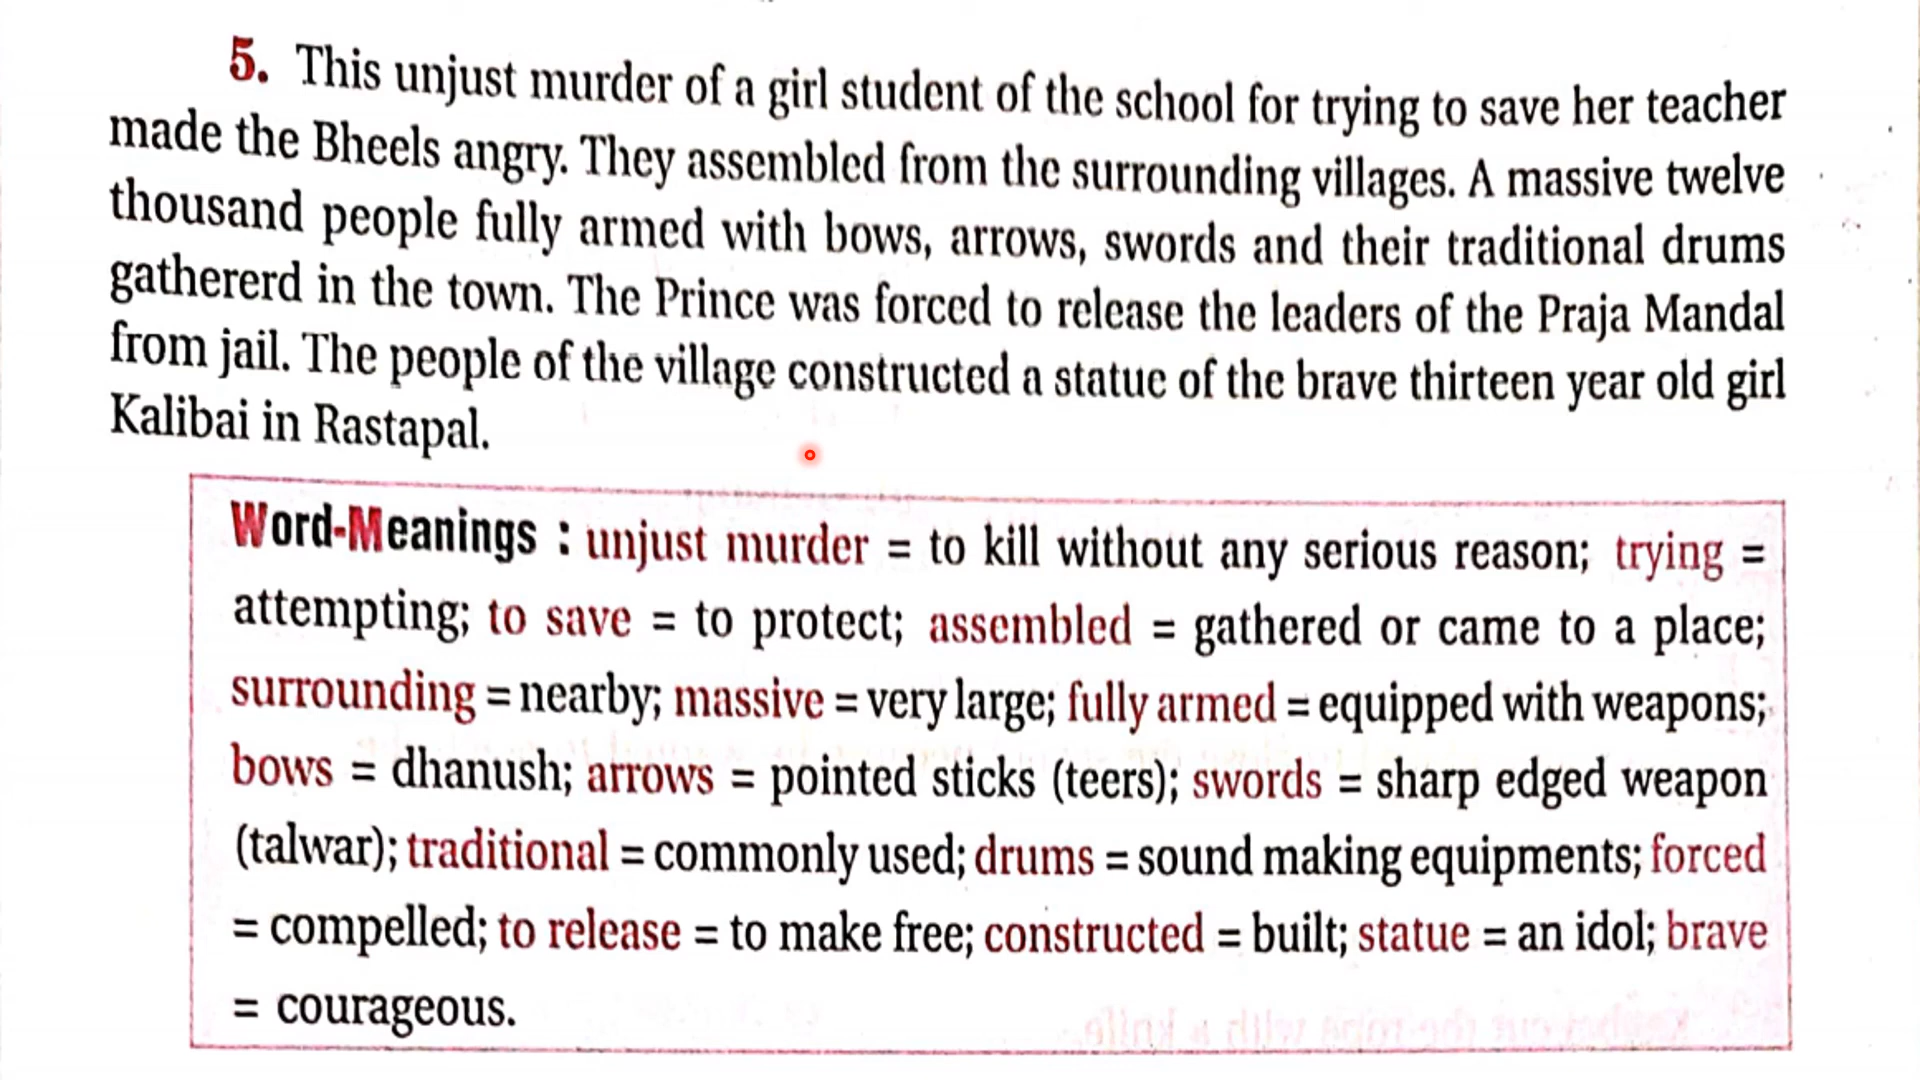 5. This unjust murder of a girl student of the school for trying to save her teacher
made the Bheels angry. They assembled from the surrounding villages. A massive twelve
thousand people fully armed with bows, arrows, swords and their traditional drums
gathererd in the town. The Prince was forced to release the leaders of the Praja Mandal
from jail. The people of the village constructed a statue of the brave thirteen year old girl
Kalibai in Rastapal.
Word-Meanings : unjust murder = to kill without any serious reason; trying =
attempting; to save = to protect; assembled = gathered or came to a place;
surrounding = nearby; massive = very large; fully armed = equipped with weapons;
bows = dhanush; arrows = pointed sticks (teers); swords = sharp edged weapon
(talwar); traditional = commonly used; drums = sound making equipments; forced
= compelled; to release = to make free; constructed = built; statue = an idol; brave
= courageous.